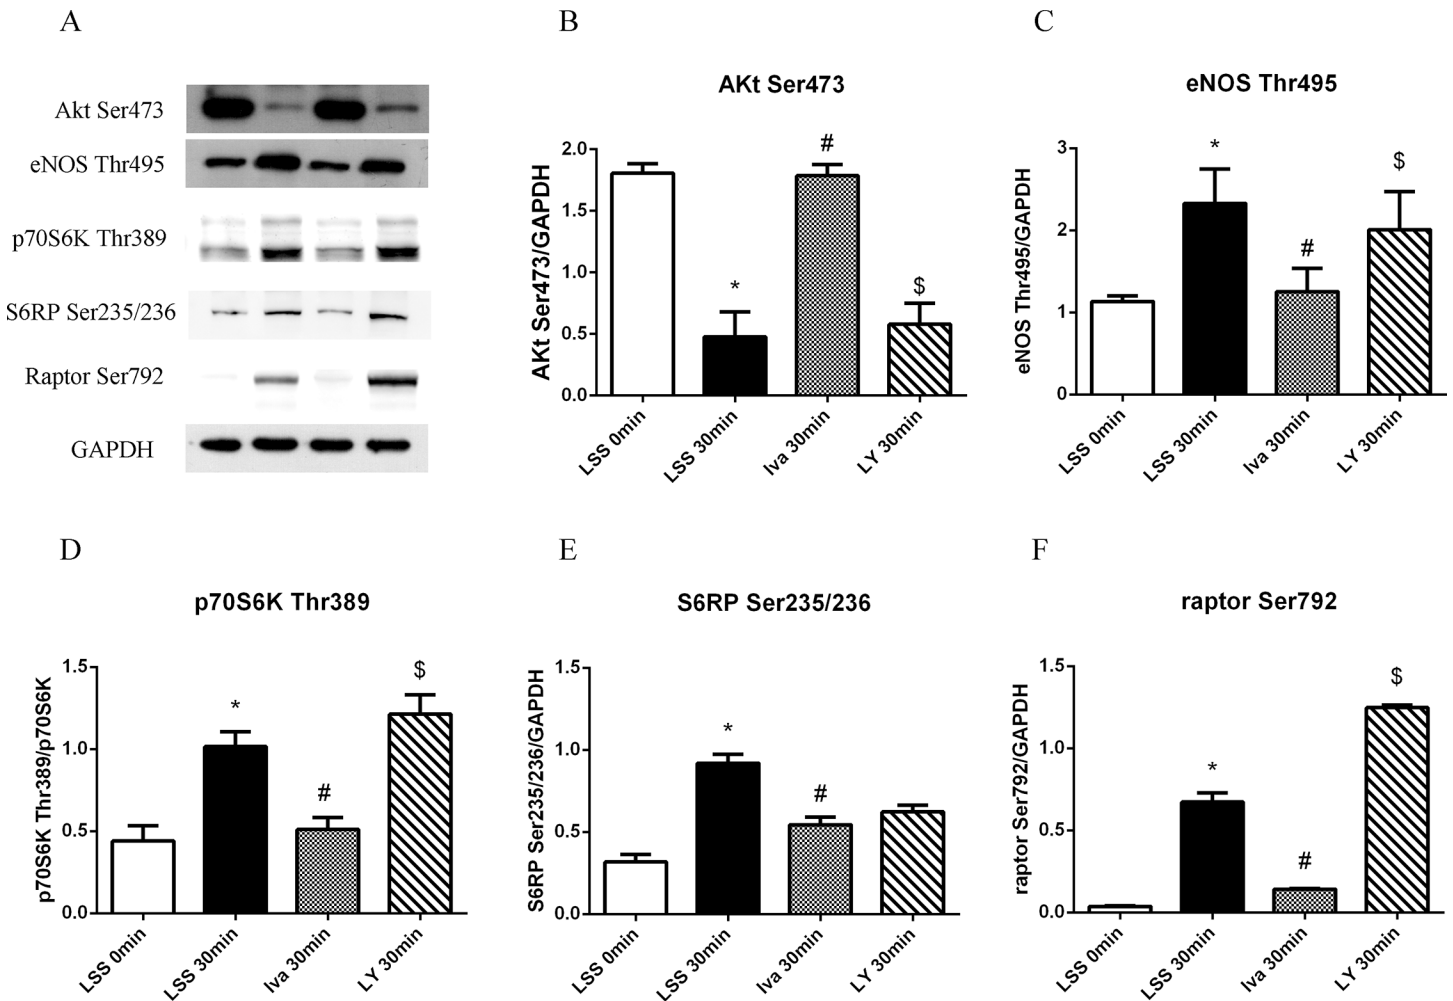 A
Akt Ser473
eNOS Thr495
p70S6K Thr389
S6RP Ser235/236
Raptor Ser792
GAPDH
B
AKt Ser473
AKt Ser473/GAPDH
2.0
1.5
1.0
0.5
0.0
*
#
$
LSS 0min
LSS 30min
Iva 30min
LY 30min
C
eNOS Thr495
eNOS Thr495/GAPDH
3
2
1
0
*
#
$
LSS 0min
LSS 30min
Iva 30min
LY 30min
D
p70S6K Thr389
p70S6K Thr389/p70S6K
1.5
1.0
0.5
0.0
*
#
$
LSS 0min
LSS 30min
Iva 30min
LY 30min
E
S6RP Ser235/236
S6RP Ser235/236/GAPDH
1.5
1.0
0.5
0.0
*
#
LSS 0min
LSS 30min
Iva 30min
LY 30min
F
raptor Ser792
raptor Ser792/GAPDH
1.5
1.0
0.5
0.0
*
#
$
LSS 0min
LSS 30min
Iva 30min
LY 30min